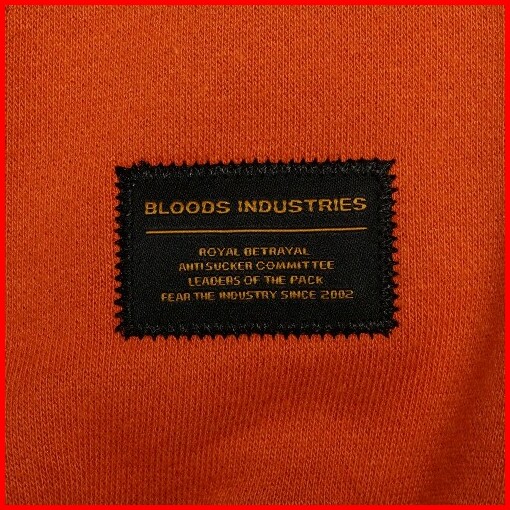 BLOODS INDUSTRIES
ROYAL BETRAYAL
ANTISUCKER COMMITTEE
LEADERS OF THE PACK
FEAR THE INDUSTRY SINCE 2002